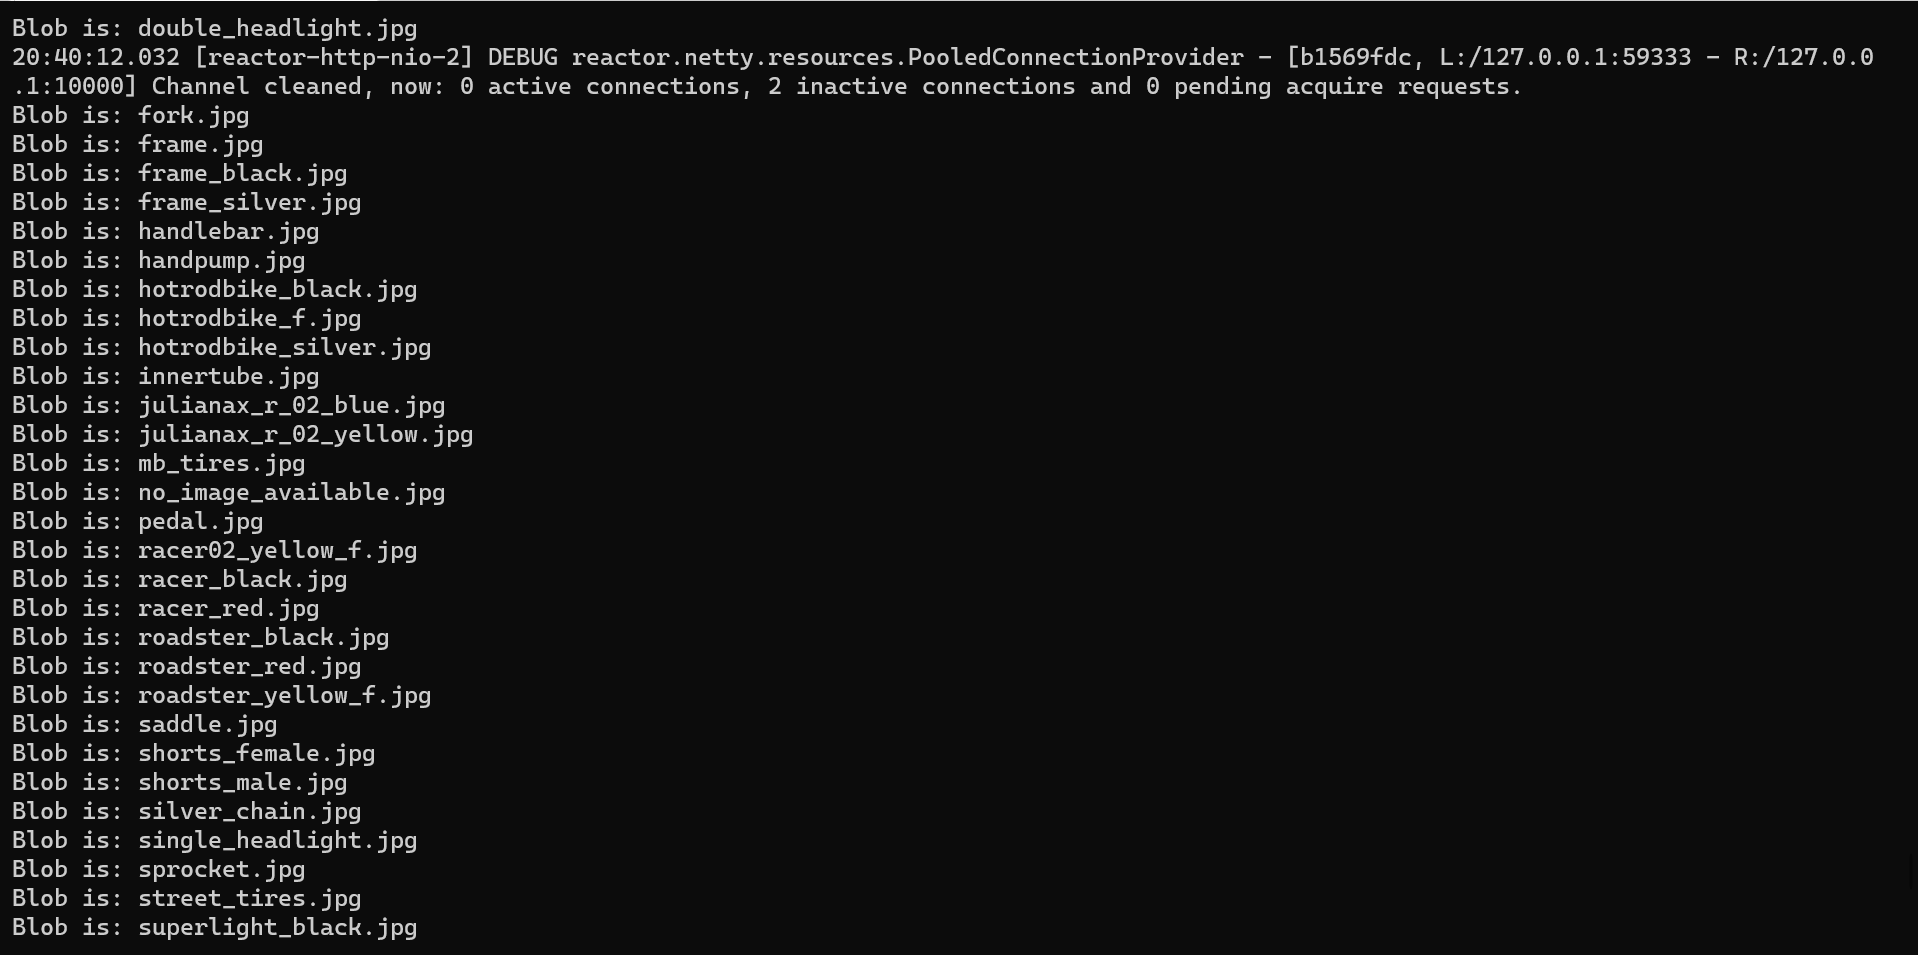 Blob is: double_headlight.jpg
20:40:12.032 [reactor-http-nio-2] DEBUG reactor.netty.resources.PooledConnectionProvider - [b1569fdc, L:/127.0.0.1:59333 - R:/127.0.0
.1:10000] Channel cleaned, now: 0 active connections, 2 inactive connections and 0 pending acquire requests.
Blob is: fork.jpg
Blob is: frame.jpg
Blob is: frame_black.jpg
Blob is: frame_silver.jpg
Blob is: handlebar.jpg
Blob is: handpump.jpg
Blob is: hotrodbike_black.jpg
Blob is: hotrodbike_f.jpg
Blob is: hotrodbike_silver.jpg
Blob is: innertube.jpg
Blob is: julianax_r_02_blue.jpg
Blob is: julianax_r_02_yellow.jpg
Blob is: mb_tires.jpg
Blob is: no_image_available.jpg
Blob is: pedal.jpg
Blob is: racer02_yellow_f.jpg
Blob is: racer_black.jpg
Blob is: racer_red.jpg
Blob is: roadster_black.jpg
Blob is: roadster_red.jpg
Blob is: roadster_yellow_f.jpg
Blob is: saddle.jpg
Blob is: shorts_female.jpg
Blob is: shorts_male.jpg
Blob is: silver_chain.jpg
Blob is: single_headlight.jpg
Blob is: sprocket.jpg
Blob is: street_tires.jpg
Blob is: superlight_black.jpg